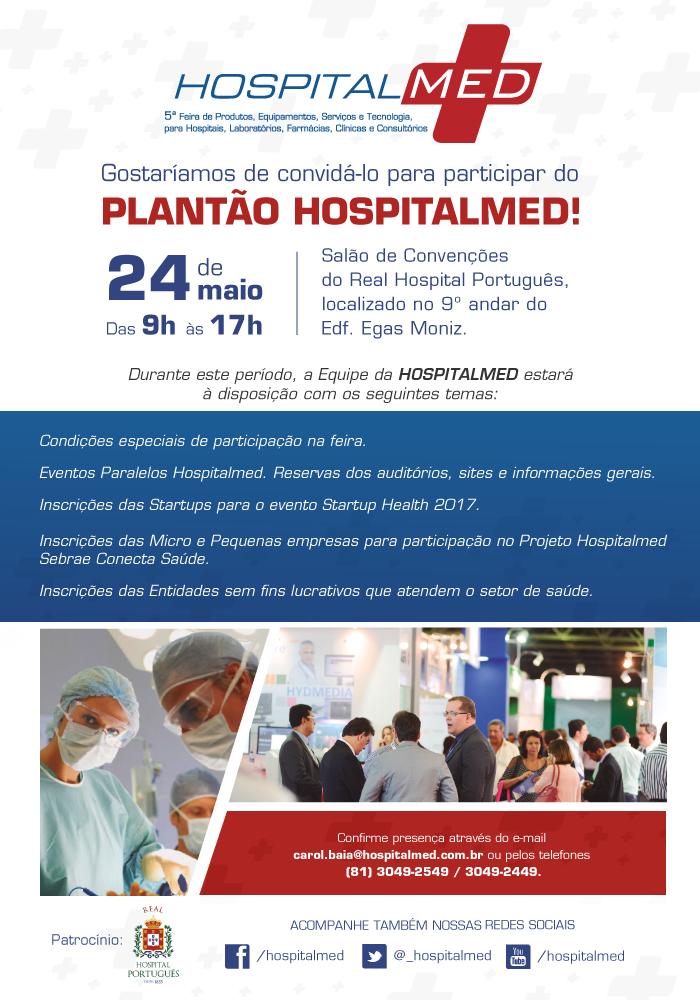 HOSPITALMED
5ª Feira de Produtos, Equipamentos, Serviços e Tecnologia,
para Hospitais, Laboratórios, Farmácias, Clínicas e Consultórios
Gostaríamos de convidá-lo para participar do
PLANTÃO HOSPITALMED!
24 de maio
Das 9h às 17h
Salão de Convenções
do Real Hospital Português,
localizado no 9º andar do
Edf. Egas Moniz.
Durante este período, a Equipe da HOSPITALMED estará
à disposição com os seguintes temas:
Condições especiais de participação na feira.
Eventos Paralelos Hospitalmed. Reservas dos auditórios, sites e informações gerais.
Inscrições das Startups para o evento Startup Health 2017.
Inscrições das Micro e Pequenas empresas para participação no Projeto Hospitalmed
Sebrae Conecta Saúde.
Inscrições das Entidades sem fins lucrativos que atendem o setor de saúde.
HYDMEDIA
Confirme presença através do e-mail
carol.baia@hospitalmed.com.br ou pelos telefones
(81) 3049-2549 / 3049-2449.
Patrocínio:
REAL
HOSPITAL
PORTUGUÊS
ACOMPANHE TAMBÉM NOSSAS REDES SOCIAIS
/hospitalmed
@_hospitalmed
You
Tube
/hospitalmed